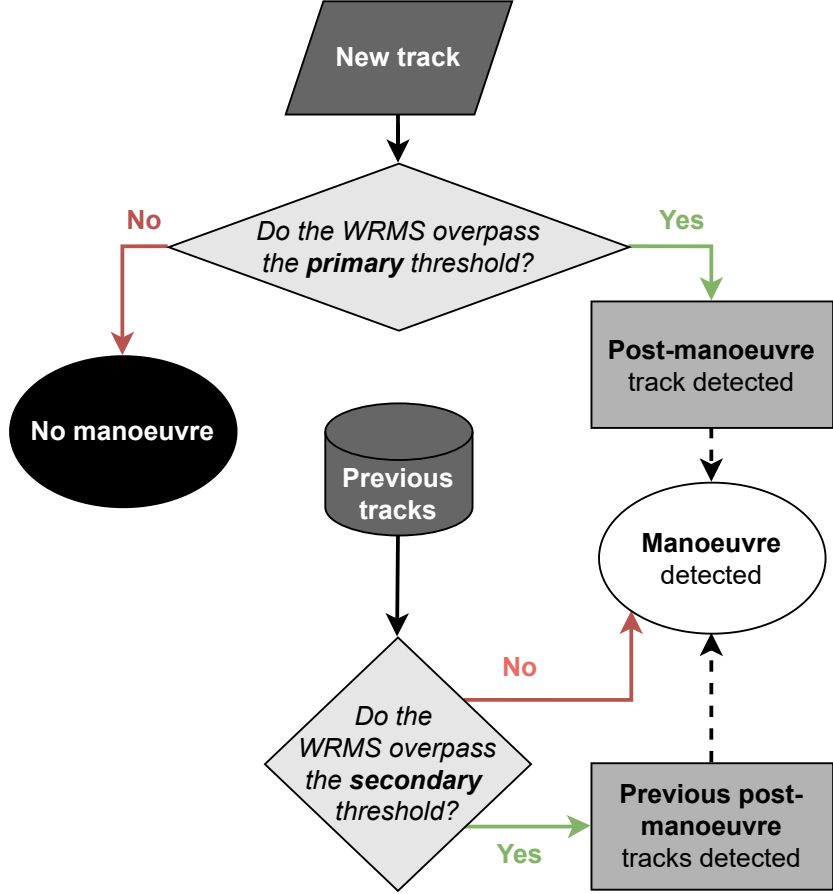 New track
No
Yes
Do the WRMS overpass
the primary threshold?
Post-manoeuvre
track detected
No manoeuvre
Previous
tracks
Manoeuvre
detected
No
Do the
WRMS overpass
the secondary
threshold?
Previous post-
manoeuvre
tracks detected
Yes